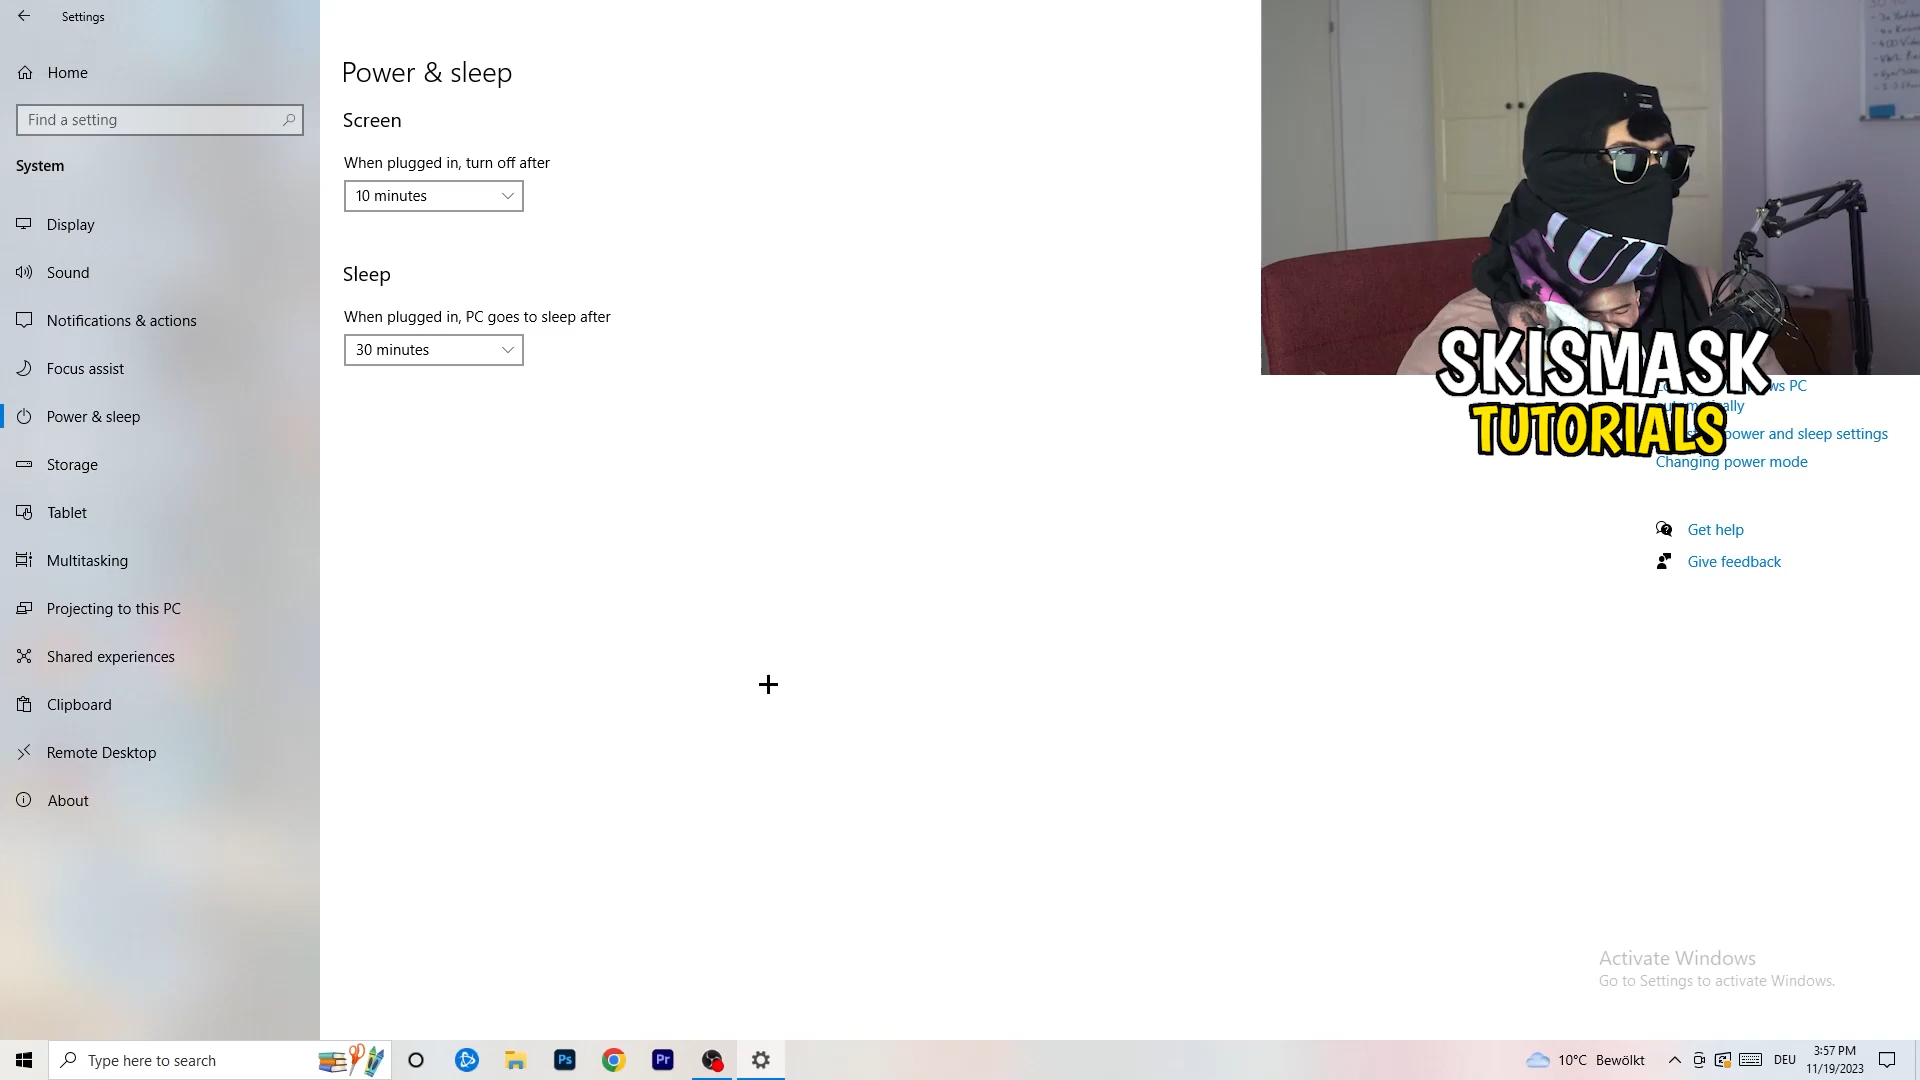 Settings
Home
Find a setting
System
Display
Sound
Notifications & actions
Focus assist
Power & sleep
Storage
Tablet
Multitasking
Projecting to this PC
Shared experiences
Clipboard
Remote Desktop
About
Power & sleep
Screen
When plugged in, turn off after
10 minutes
Sleep
When plugged in, PC goes to sleep after
30 minutes
SKISMASK
TUTORIALS
PC
power and sleep settings
Changing power mode
Get help
Give feedback
Activate Windows
Go to Settings to activate Windows.
Type here to search
Ps
Pr
10°C Bewölkt
DEU
3:57 PM
11/19/2023